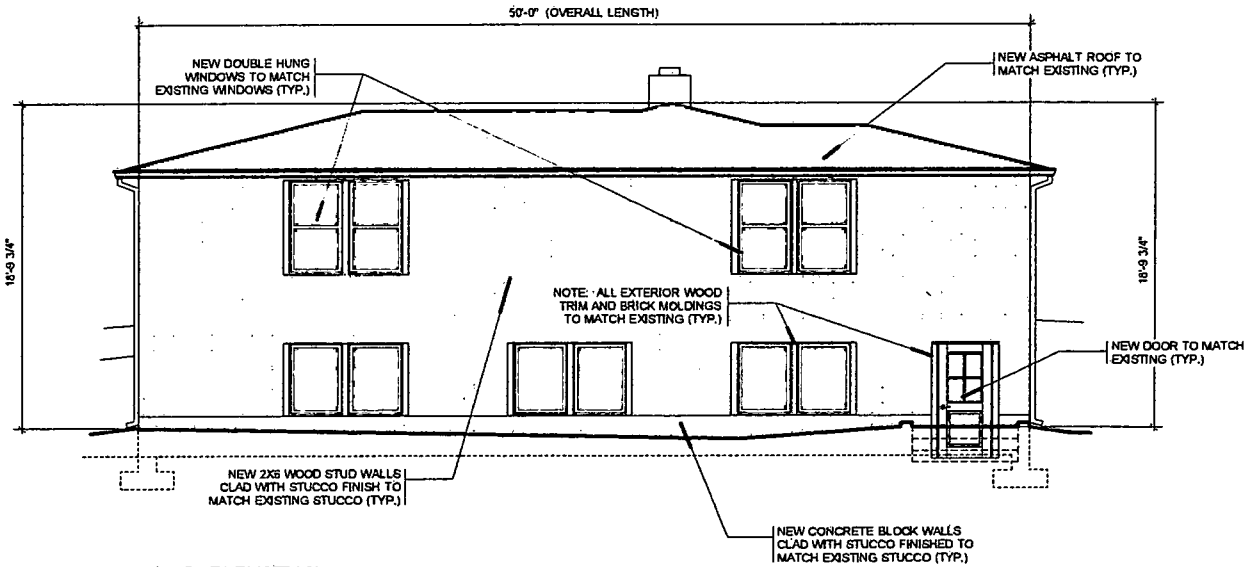 50'-0" (OVERALL LENGTH)
NEW DOUBLE HUNG
WINDOWS TO MATCH
EXISTING WINDOWS (TYP.)
NEW ASPHALT ROOF TO
MATCH EXISTING (TYP.)
18'-9 3/4"
18'-9 3/4"
NOTE: ALL EXTERIOR WOOD
TRIM AND BRICK MOLDINGS
TO MATCH EXISTING (TYP.)
NEW DOOR TO MATCH
EXISTING (TYP.)
NEW 2X6 WOOD STUD WALLS
CLAD WITH STUCCO FINISH TO
MATCH EXISTING STUCCO (TYP.)
NEW CONCRETE BLOCK WALLS
CLAD WITH STUCCO FINISHED TO
MATCH EXISTING STUCCO (TYP.)